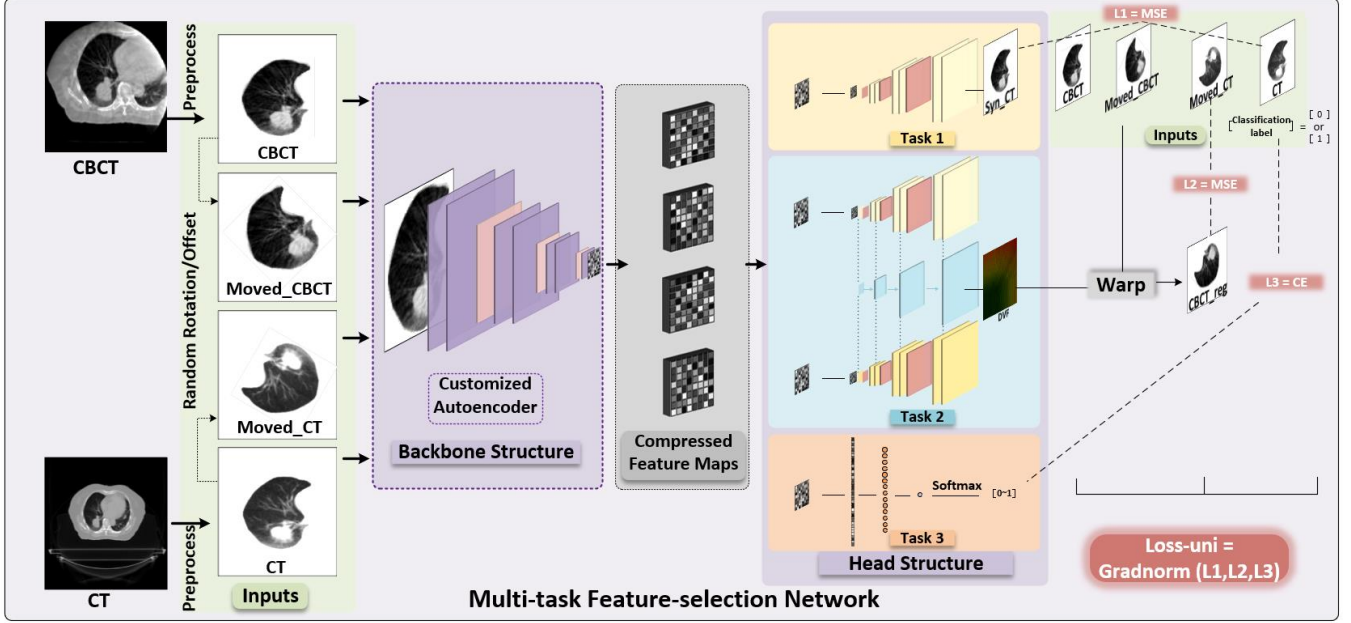 CBCT
CT
Preprocess
Random Rotation/Offset
Preprocess
CBCT
Moved_CBCT
Moved_CT
CT
Inputs
Customized
Autoencoder
Backbone Structure
Compressed
Feature Maps
Syn_CT
Task 1
DVF
Task 2
Softmax
[0~1]
Task 3
Head Structure
L1 = MSE
CBCT
Moved_CBCT
Moved_CT
CT
Inputs
[Classification
label] = [ 0 ]
or
[ 1 ]
L2 = MSE
Warp
CBCT_reg
L3 = CE
Loss-uni =
Gradnorm (L1,L2,L3)
Multi-task Feature-selection Network